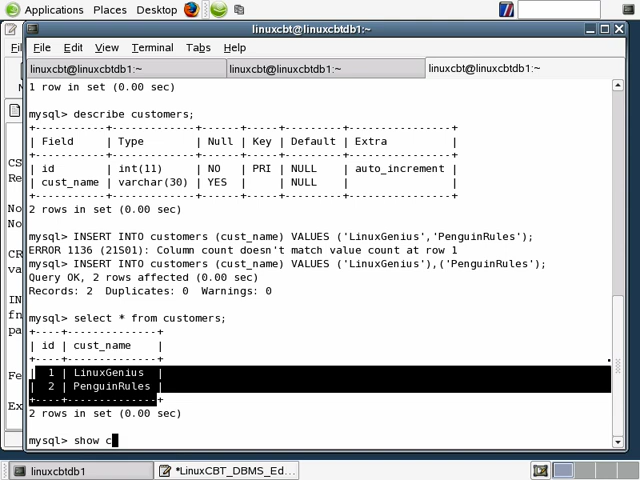 Applications Places Desktop
linuxcbt@linuxcbtdb1:~
File Edit View Terminal Tabs Help
linuxcbt@linuxcbtdb1:~ linuxcbt@linuxcbtdb1:~ linuxcbt@linuxcbtdb1:~
1 row in set (0.00 sec)
mysql> describe customers;
+-----------+-------------+------+-----+---------+----------------+
| Field | Type | Null | Key | Default | Extra |
+-----------+-------------+------+-----+---------+----------------+
| id | int(11) | NO | PRI | NULL | auto_increment |
| cust_name | varchar(30) | YES | | NULL | |
+-----------+-------------+------+-----+---------+----------------+
2 rows in set (0.00 sec)
mysql> INSERT INTO customers (cust_name) VALUES ('LinuxGenius','PenguinRules');
ERROR 1136 (21S01): Column count doesn't match value count at row 1
mysql> INSERT INTO customers (cust_name) VALUES ('LinuxGenius'),('PenguinRules');
Query OK, 2 rows affected (0.00 sec)
Records: 2 Duplicates: 0 Warnings: 0
mysql> select * from customers;
+----+--------------+
| id | cust_name |
+----+--------------+
| 1 | LinuxGenius |
| 2 | PenguinRules |
+----+--------------+
2 rows in set (0.00 sec)
mysql> show c
linuxcbtdb1 *LinuxCBT_DBMS_Ed...